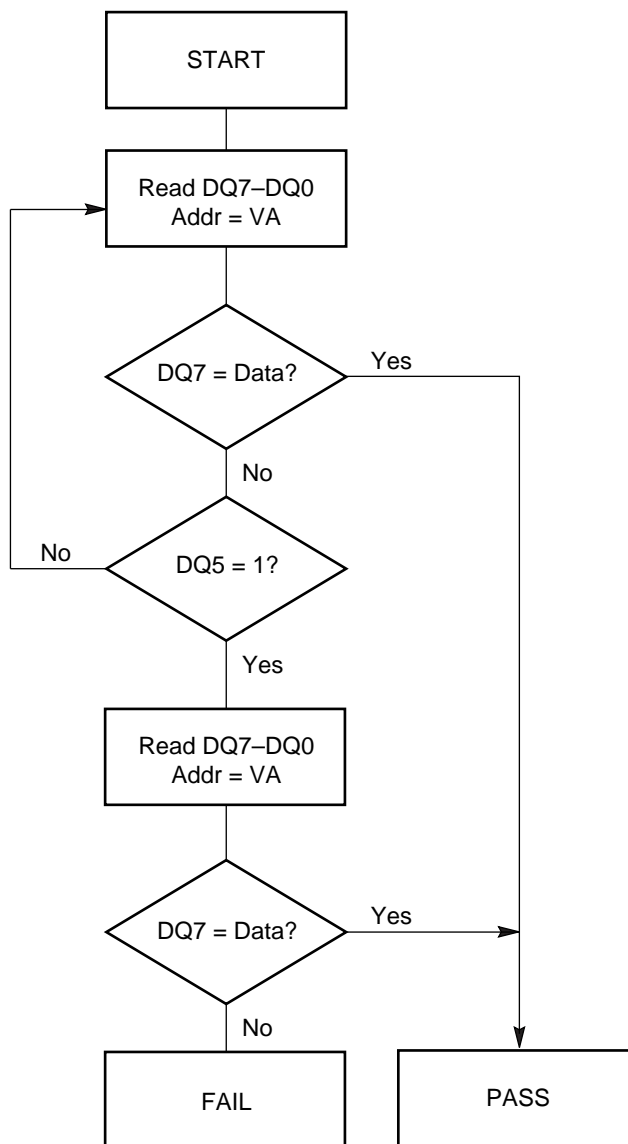 START
Read DQ7–DQ0
Addr = VA
DQ7 = Data?
Yes
No
No
DQ5 = 1?
Yes
Read DQ7–DQ0
Addr = VA
DQ7 = Data?
Yes
No
FAIL
PASS